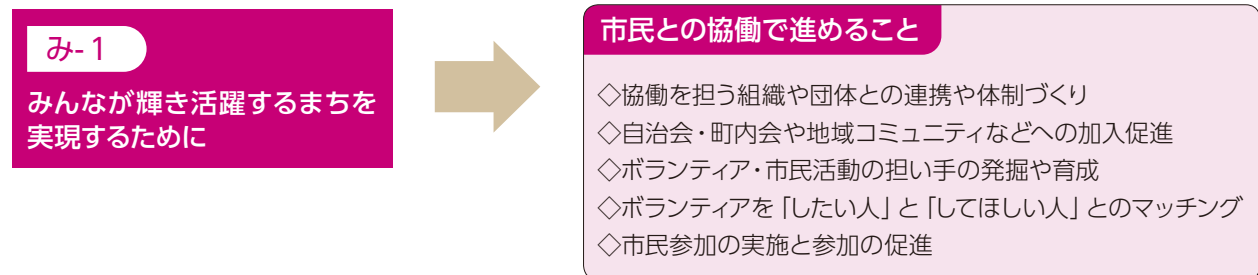 み-1
みんなが輝き活躍するまちを
実現するために
市民との協働で進めること
◇協働を担う組織や団体との連携や体制づくり
◇自治会・町内会や地域コミュニティなどへの加入促進
◇ボランティア・市民活動の担い手の発掘や育成
◇ボランティアを「したい人」と「してほしい人」とのマッチング
◇市民参加の実施と参加の促進